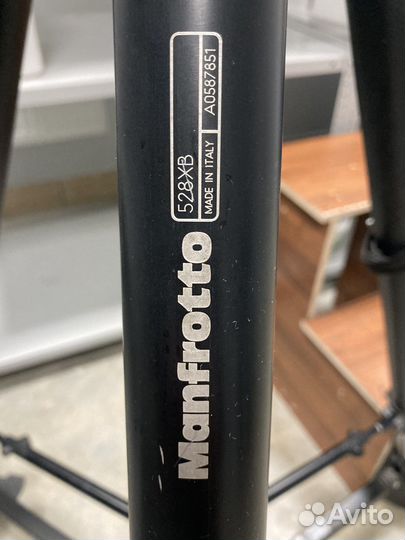 528XB
MADE IN ITALY
A0587851
Manfrotto
Avito